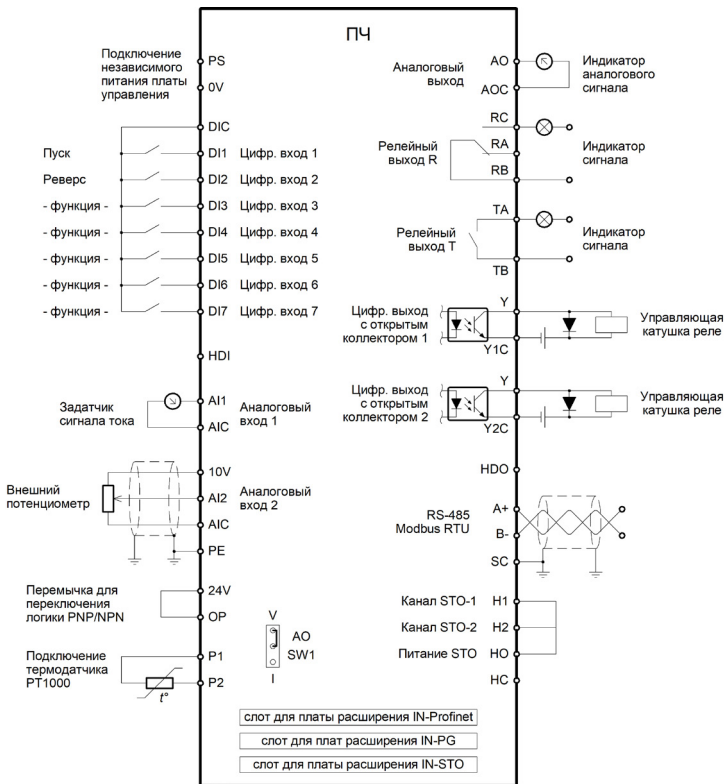 ПЧ
Подключение
независимого
питания платы
управления
PS
0V
DIC
Пуск
DI1 Цифр. вход 1
Реверс
DI2 Цифр. вход 2
- функция -
DI3 Цифр. вход 3
- функция -
DI4 Цифр. вход 4
- функция -
DI5 Цифр. вход 5
- функция -
DI6 Цифр. вход 6
- функция -
DI7 Цифр. вход 7
HDI
Задатчик
сигнала тока
AI1
AIC
Аналоговый
вход 1
Внешний
потенциометр
10V
AI2
AIC
PE
Аналоговый
вход 2
Перемычка для
переключения
логики PNP/NPN
24V
OP
Подключение
термодатчика
PT1000
t°
P1
P2
V
AO
SW1
I
Аналоговый
выход
AO
AOC
Индикатор
аналогового
сигнала
Релейный
выход R
RC
RA
RB
Индикатор
сигнала
Релейный
выход T
TA
TB
Индикатор
сигнала
Цифр. выход
с открытым
коллектором 1
Y
Y1C
Управляющая
катушка реле
Цифр. выход
с открытым
коллектором 2
Y
Y2C
Управляющая
катушка реле
HDO
RS-485
Modbus RTU
A+
B-
SC
Канал STO-1 H1
Канал STO-2 H2
Питание STO HO
HC
слот для платы расширения IN-Profinet
слот для плат расширения IN-PG
слот для платы расширения IN-STO